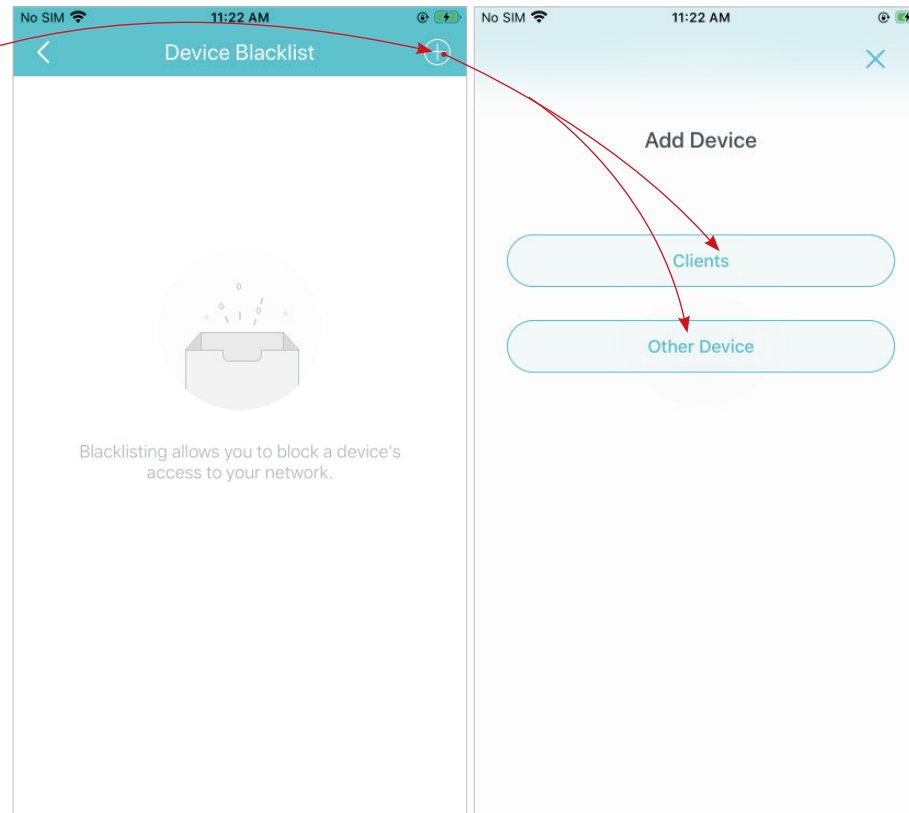 No SIM 11:22 AM
Device Blacklist
Blacklisting allows you to block a device's
access to your network.
No SIM 11:22 AM
Add Device
Clients
Other Device